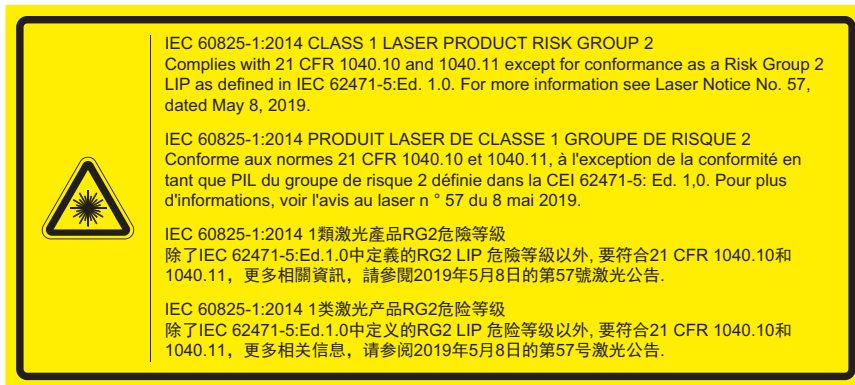 IEC 60825-1:2014 CLASS 1 LASER PRODUCT RISK GROUP 2
Complies with 21 CFR 1040.10 and 1040.11 except for conformance as a Risk Group 2
LIP as defined in IEC 62471-5:Ed. 1.0. For more information see Laser Notice No. 57,
dated May 8, 2019.
IEC 60825-1:2014 PRODUIT LASER DE CLASSE 1 GROUPE DE RISQUE 2
Conforme aux normes 21 CFR 1040.10 et 1040.11, à l'exception de la conformité en
tant que PIL du groupe de risque 2 définie dans la CEI 62471-5: Ed. 1,0. Pour plus
d'informations, voir l'avis au laser n ° 57 du 8 mai 2019.
IEC 60825-1:2014 1類激光產品RG2危險等級
除了IEC 62471-5:Ed.1.0中定義的RG2 LIP 危險等級以外, 要符合21 CFR 1040.10和
1040.11，更多相關資訊，請參閱2019年5月8日的第57號激光公告.
IEC 60825-1:2014 1类激光产品RG2危险等级
除了IEC 62471-5:Ed.1.0中定义的RG2 LIP 危险等级以外, 要符合21 CFR 1040.10和
1040.11，更多相关信息，请参阅2019年5月8日的第57号激光公告.